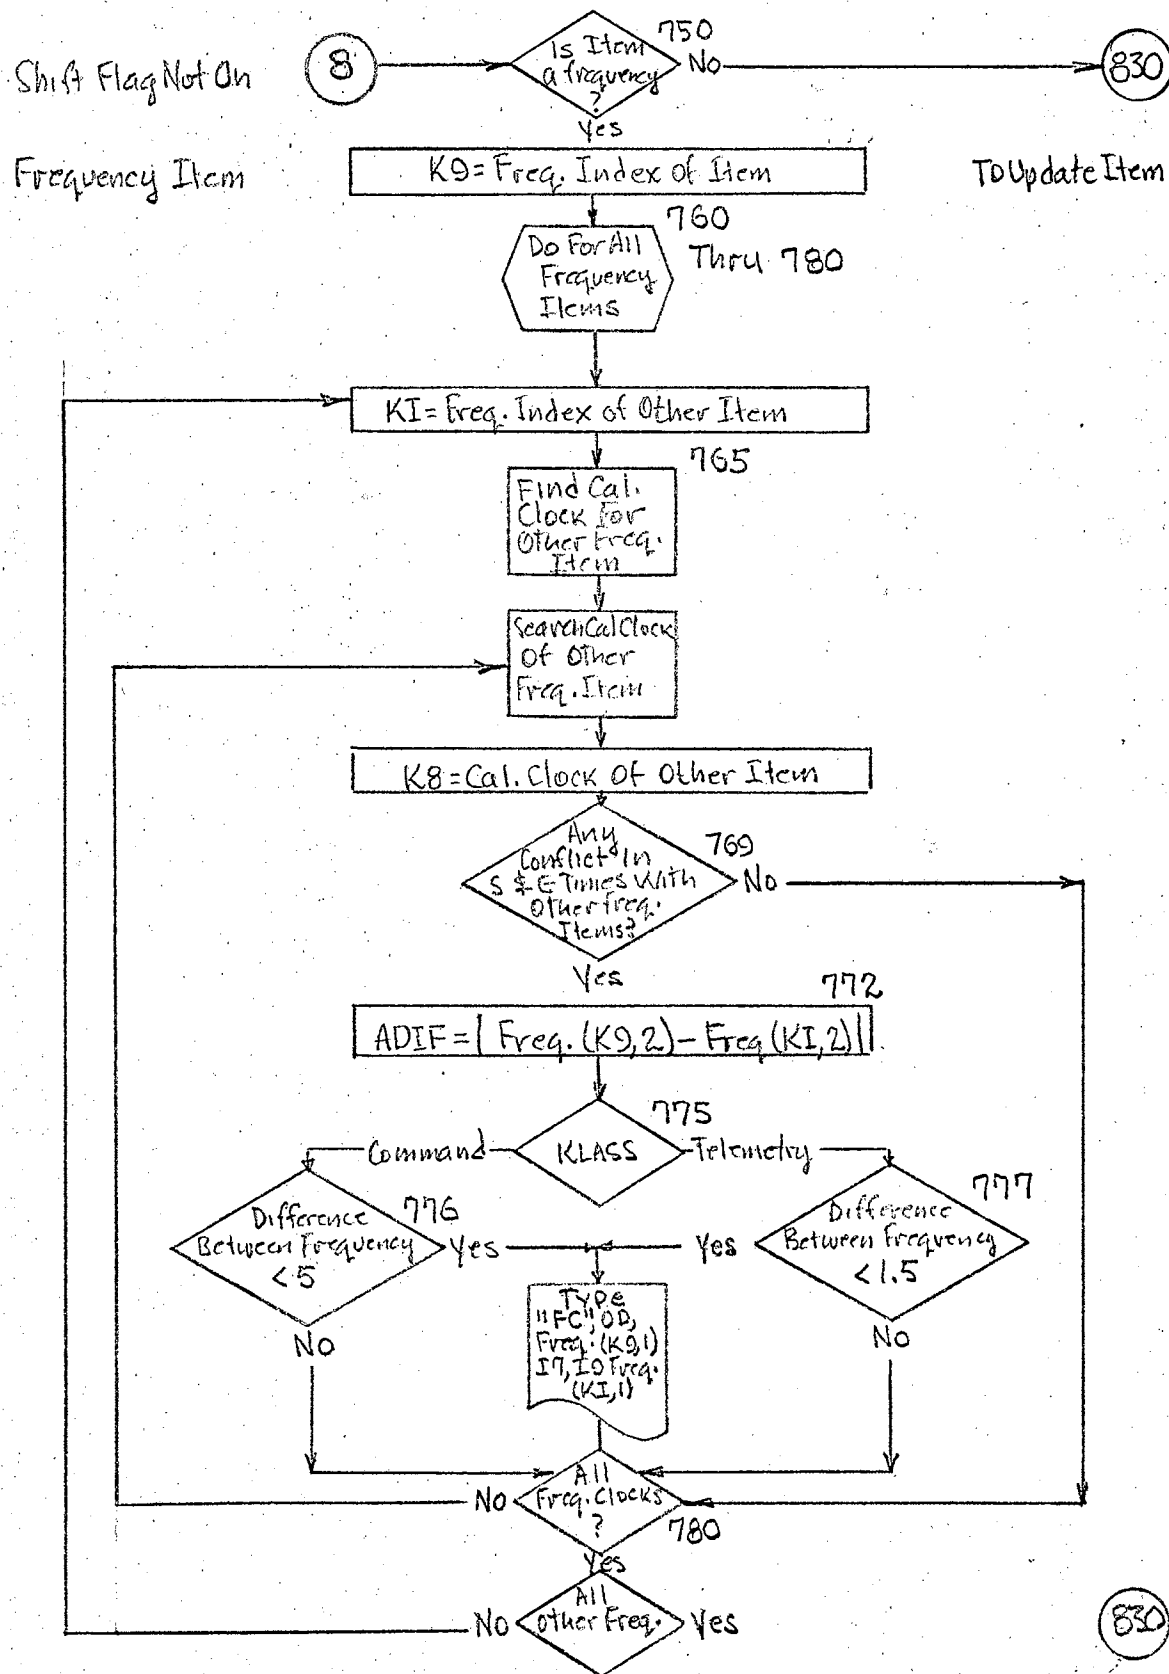 750
Is Item
a frequency
?
No
830
Shift Flag Not On
8
Yes
Frequency Item
K9=Freq. Index of Item
To Update Item
760
Do For All
Frequency
Items
Thru 780
KI=Freq. Index of Other Item
765
Find Cal.
Clock For
Other Freq.
Item
Search Cal Clock
Of Other
Freq. Item
K8=Cal. Clock Of Other Item
769
Any
Conflict In
S & E Times With
Other Freq.
Items?
No
Yes
772
ADIF=| Freq. (K9,2)-Freq(KI,2)|
775
Command
KLASS
Telemetry
776
Difference
Between Frequency
<.5
Yes
No
777
Difference
Between Frequency
<1.5
Yes
No
Type
"FC", OD,
Freq. (K9,1)
I7, I9 Freq.
(KI,1)
All
Freq. Clocks
?
No
780
Yes
All
Other Freq.
No
Yes
830